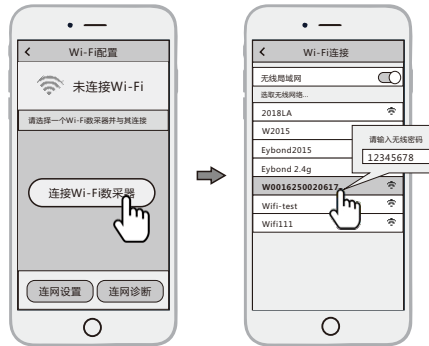 Wi-Fi配置
未连接Wi-Fi
请选择一个Wi-Fi数采器并与其连接
连接Wi-Fi数采器
连网设置
连网诊断
Wi-Fi连接
无线局域网
选取无线网络...
2018LA
W2015
请输入无线密码
Eybond2015
12345678
Eybond 2.4g
W0016250020617
Wifi-test
Wifi111